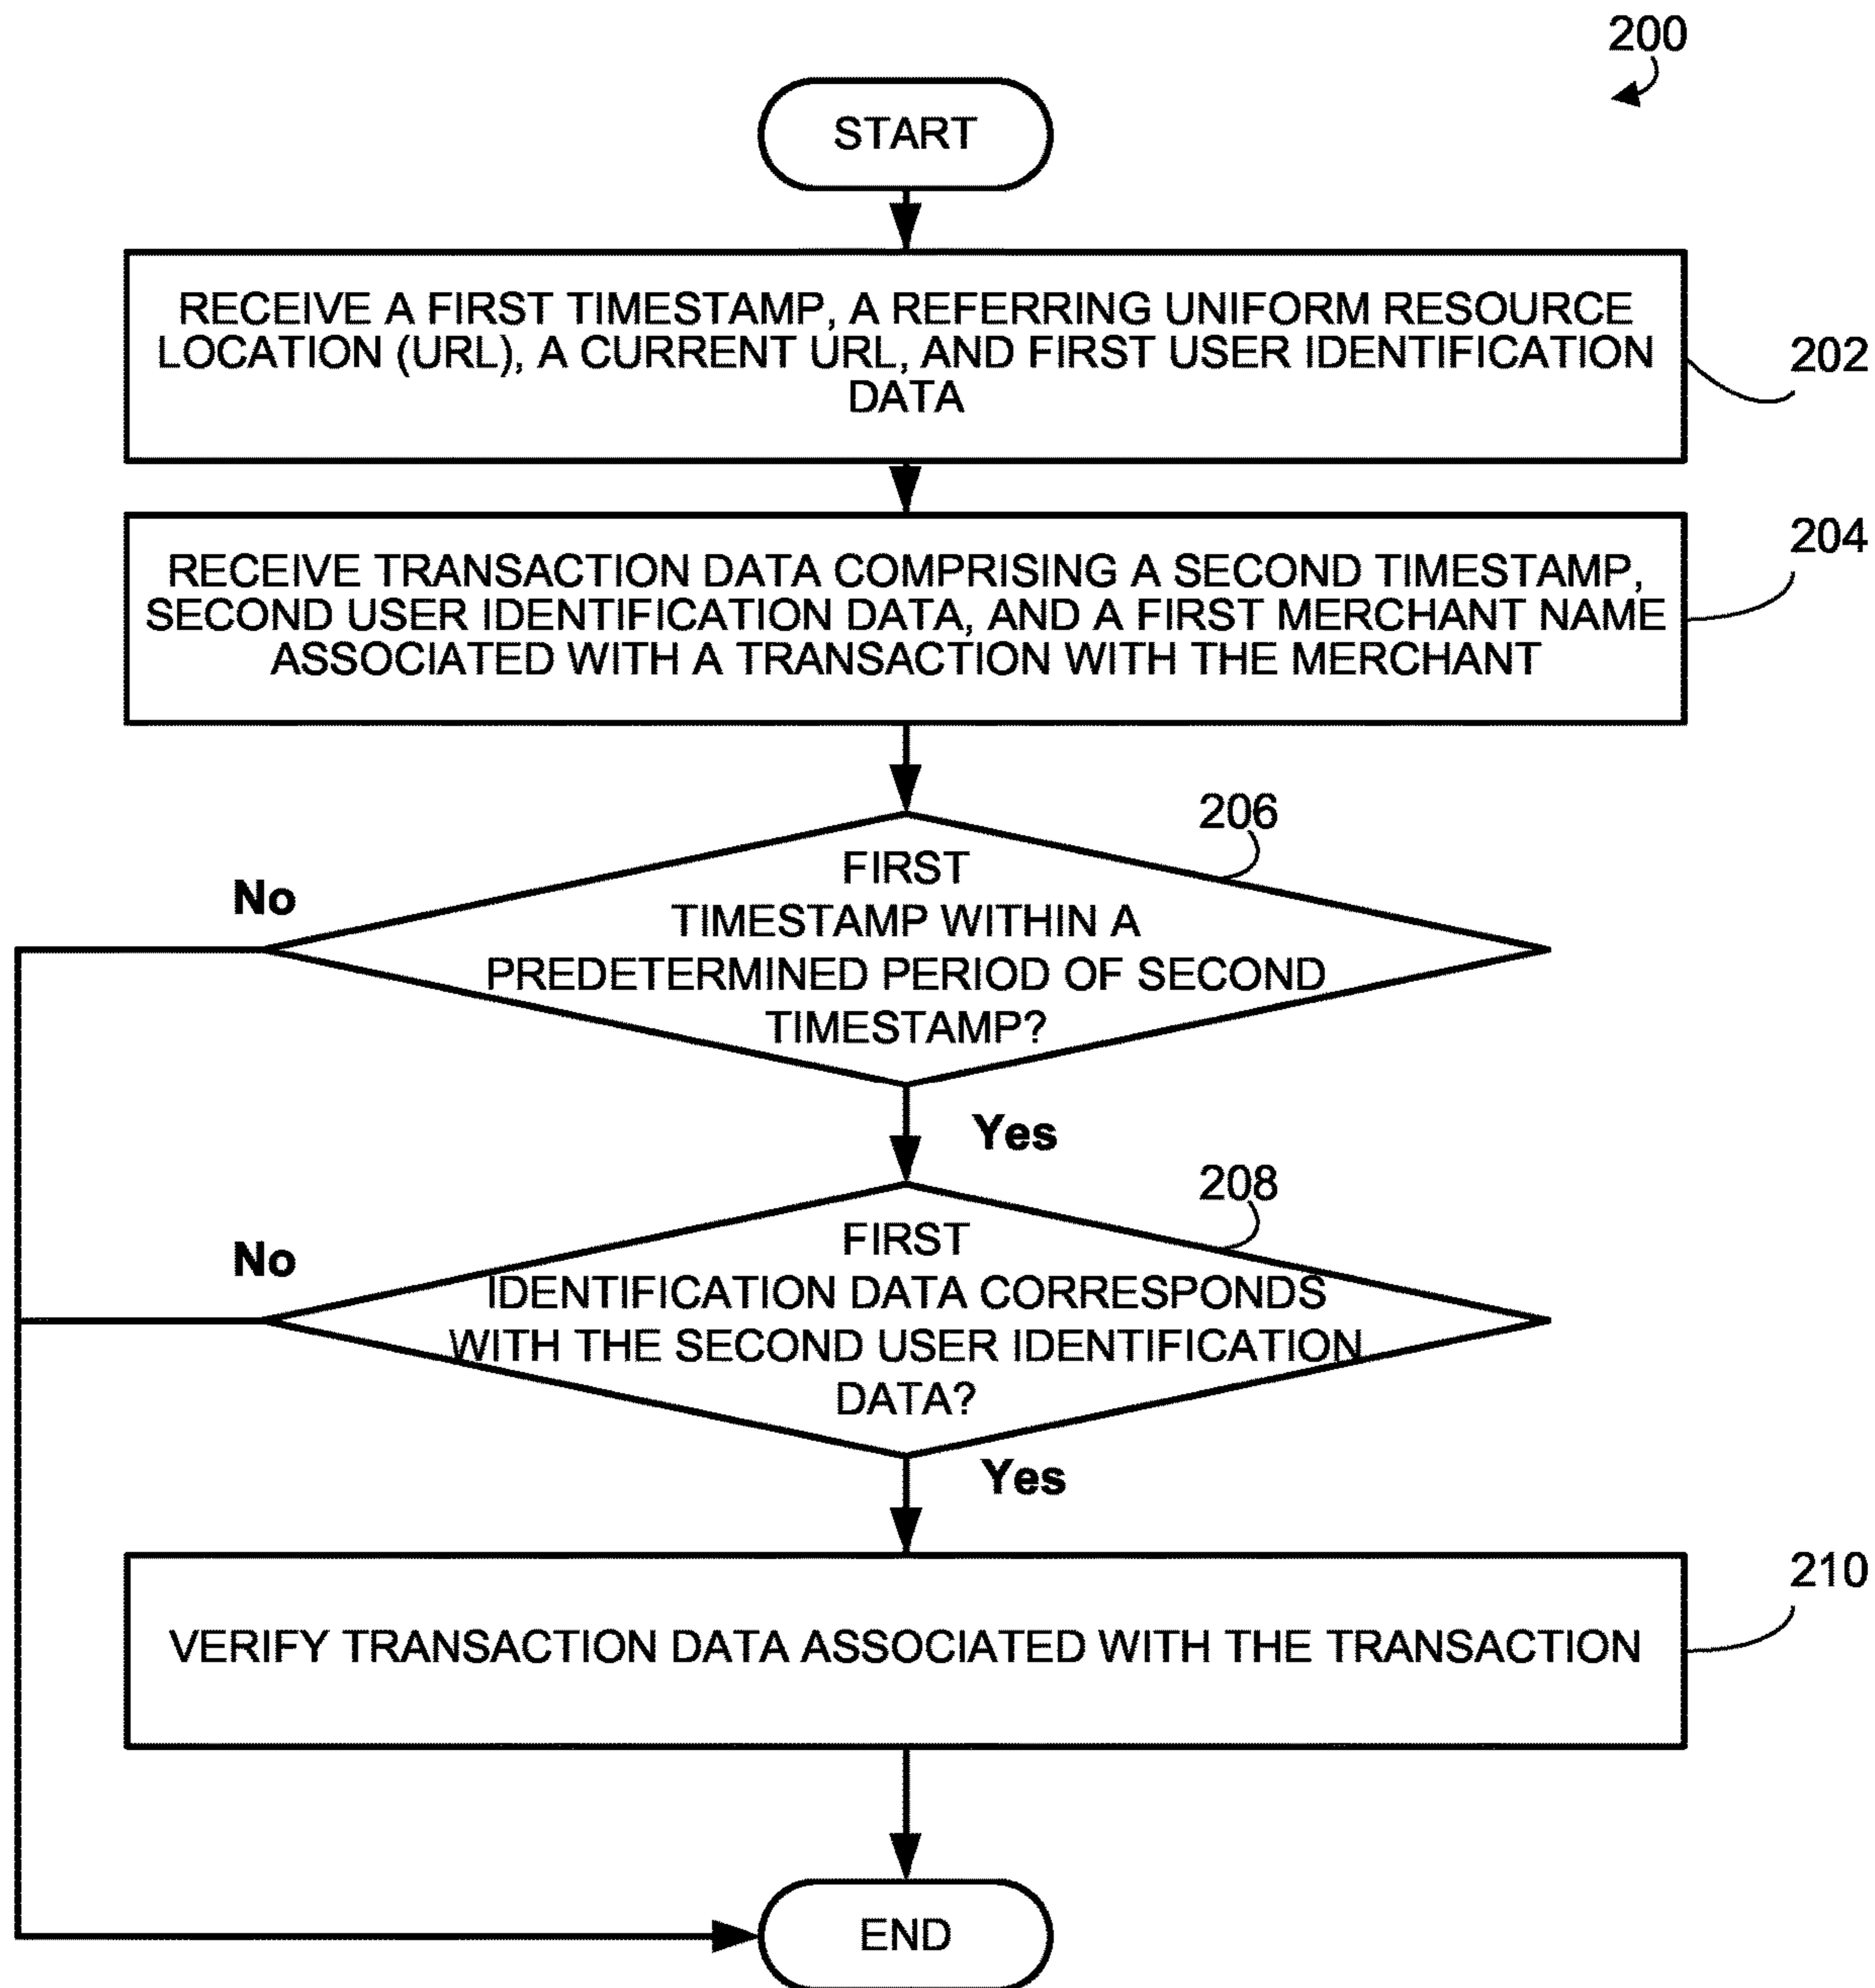 200
START
RECEIVE A FIRST TIMESTAMP, A REFERRING UNIFORM RESOURCE
LOCATION (URL), A CURRENT URL, AND FIRST USER IDENTIFICATION
DATA
202
RECEIVE TRANSACTION DATA COMPRISING A SECOND TIMESTAMP,
SECOND USER IDENTIFICATION DATA, AND A FIRST MERCHANT NAME
ASSOCIATED WITH A TRANSACTION WITH THE MERCHANT
204
206
FIRST
TIMESTAMP WITHIN A
PREDETERMINED PERIOD OF SECOND
TIMESTAMP?
No
Yes
208
FIRST
IDENTIFICATION DATA CORRESPONDS
WITH THE SECOND USER IDENTIFICATION
DATA?
No
Yes
VERIFY TRANSACTION DATA ASSOCIATED WITH THE TRANSACTION
210
END